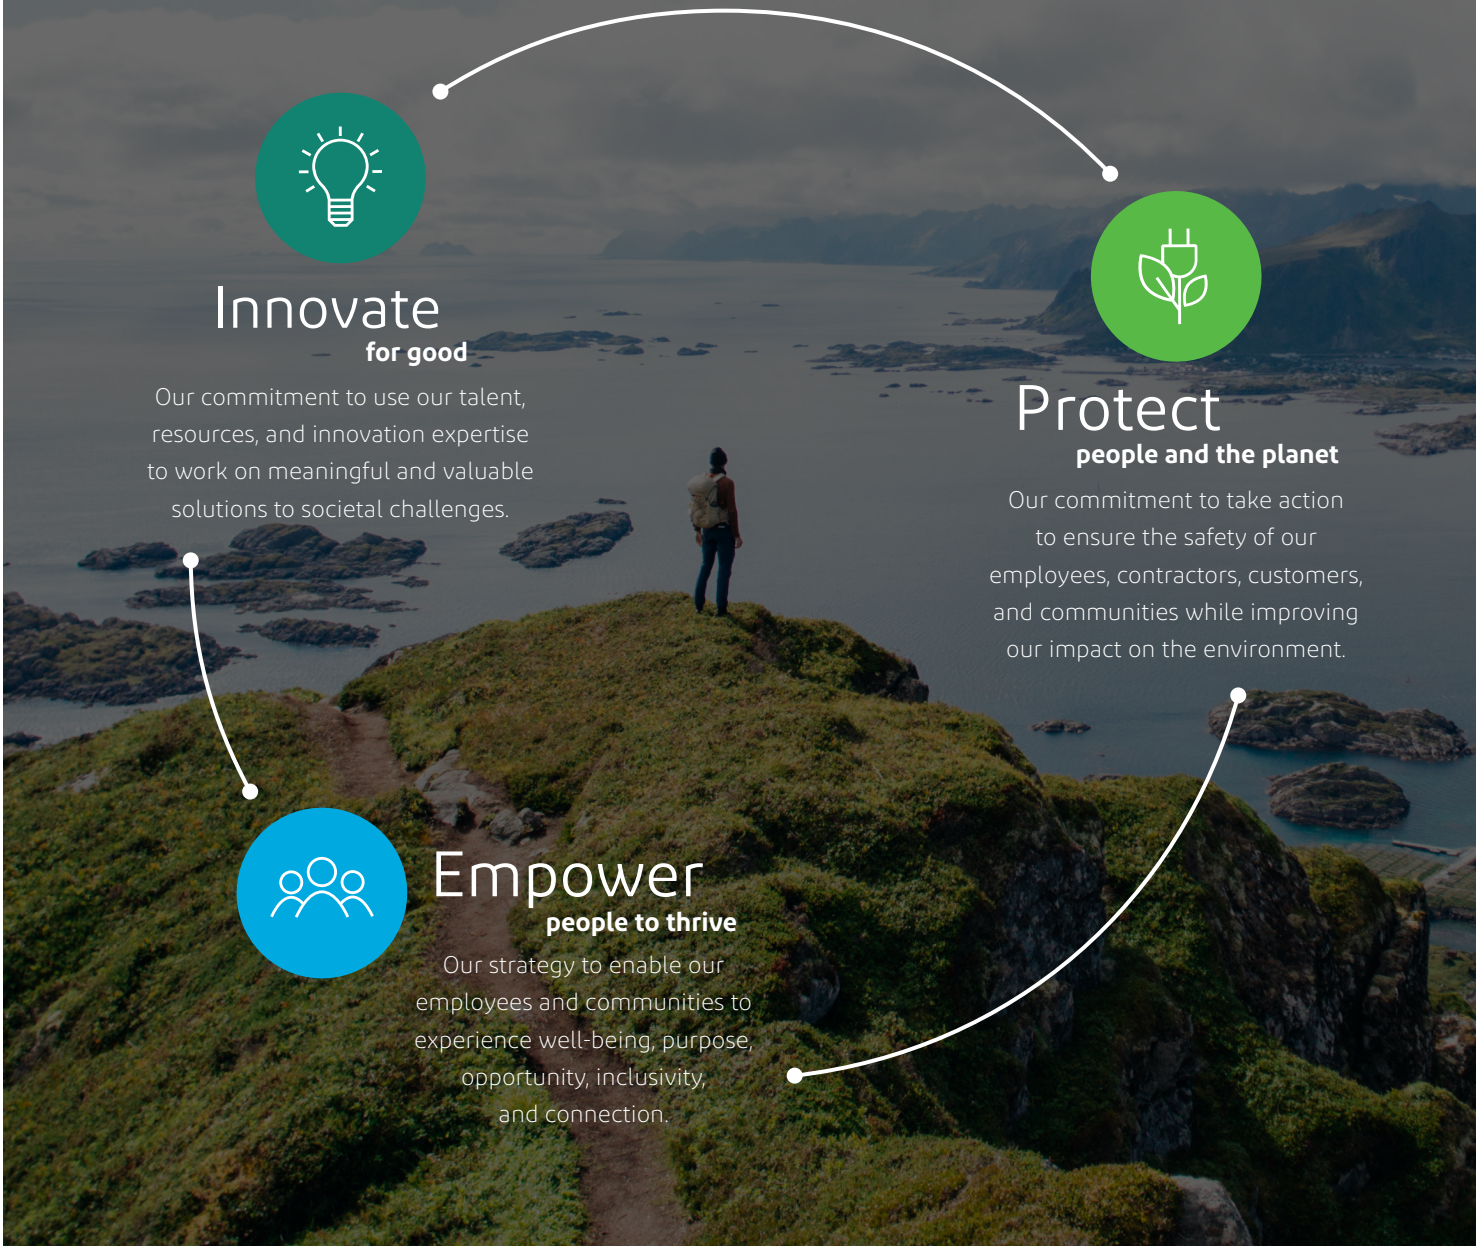 Innovate
for good
Our commitment to use our talent,
resources, and innovation expertise
to work on meaningful and valuable
solutions to societal challenges.
Protect
people and the planet
Our commitment to take action
to ensure the safety of our
employees, contractors, customers,
and communities while improving
our impact on the environment.
Empower
people to thrive
Our strategy to enable our
employees and communities to
experience well-being, purpose,
opportunity, inclusivity,
and connection.